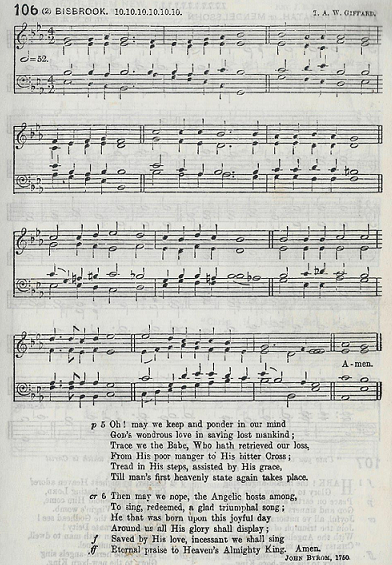 106 (2) BISBROOK. 10.10.10.10.10.10. T. A. W. GIFFARD.
=52.
A-men.
p 5 Oh! may we keep and ponder in our mind
God's wondrous love in saving lost mankind;
Trace we the Babe, Who hath retrieved our loss,
From His poor manger to His bitter Cross;
Tread in His steps, assisted by His grace,
Till man's first heavenly state again takes place.
cr 6 Then may we hope, the Angelic hosts among,
To sing, redeemed, a glad triumphal song;
He that was born upon this joyful day
Around us all His glory shall display;
f Saved by His love, incessant we shall sing
ff Eternal praise to Heaven's Almighty King. Amen.
JOHN BYROM, 1750.
107